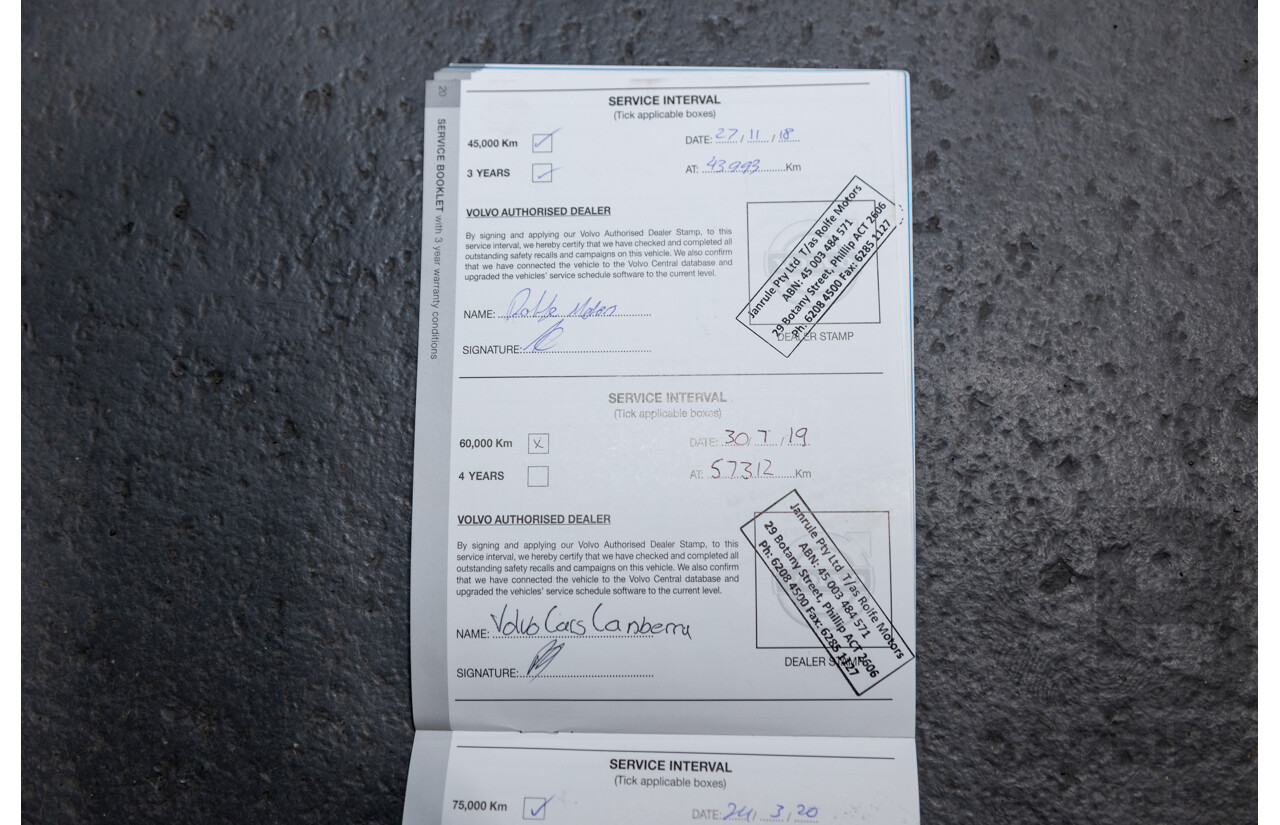 20 SERVICE BOOKLET with 3 year warranty conditions
SERVICE INTERVAL
(Tick applicable boxes)
45,000 Km
DATE: 27/11/18
3 YEARS
AT: 43993 Km
VOLVO AUTHORISED DEALER
By signing and applying our Volvo Authorised Dealer Stamp, to this
service interval, we hereby certify that we have checked and completed all
outstanding safety recalls and campaigns on this vehicle. We also confirm
that we have connected the vehicle to the Volvo Central database and
upgraded the vehicles' service schedule software to the current level.
Janrule Pty Ltd T/as Rolfe Motors
ABN: 45 003 484 571
29 Botany Street, Phillip ACT 2606
Ph: 6208 4500 Fax: 6285 1127
DEALER STAMP
NAME: Rolfe Motors
SIGNATURE:
SERVICE INTERVAL
(Tick applicable boxes)
60,000 Km X
DATE: 30/7/19
4 YEARS
AT: 57312 Km
VOLVO AUTHORISED DEALER
By signing and applying our Volvo Authorised Dealer Stamp, to this
service interval, we hereby certify that we have checked and completed all
outstanding safety recalls and campaigns on this vehicle. We also confirm
that we have connected the vehicle to the Volvo Central database and
upgraded the vehicles' service schedule software to the current level.
Janrule Pty Ltd T/as Rolfe Motors
ABN: 45 003 484 571
29 Botany Street, Phillip ACT 2606
Ph: 6208 4500 Fax: 6285 1127
DEALER STAMP
NAME: Volvo Cars Canberra
SIGNATURE:
SERVICE INTERVAL
(Tick applicable boxes)
75,000 Km
DATE: 24/3/20